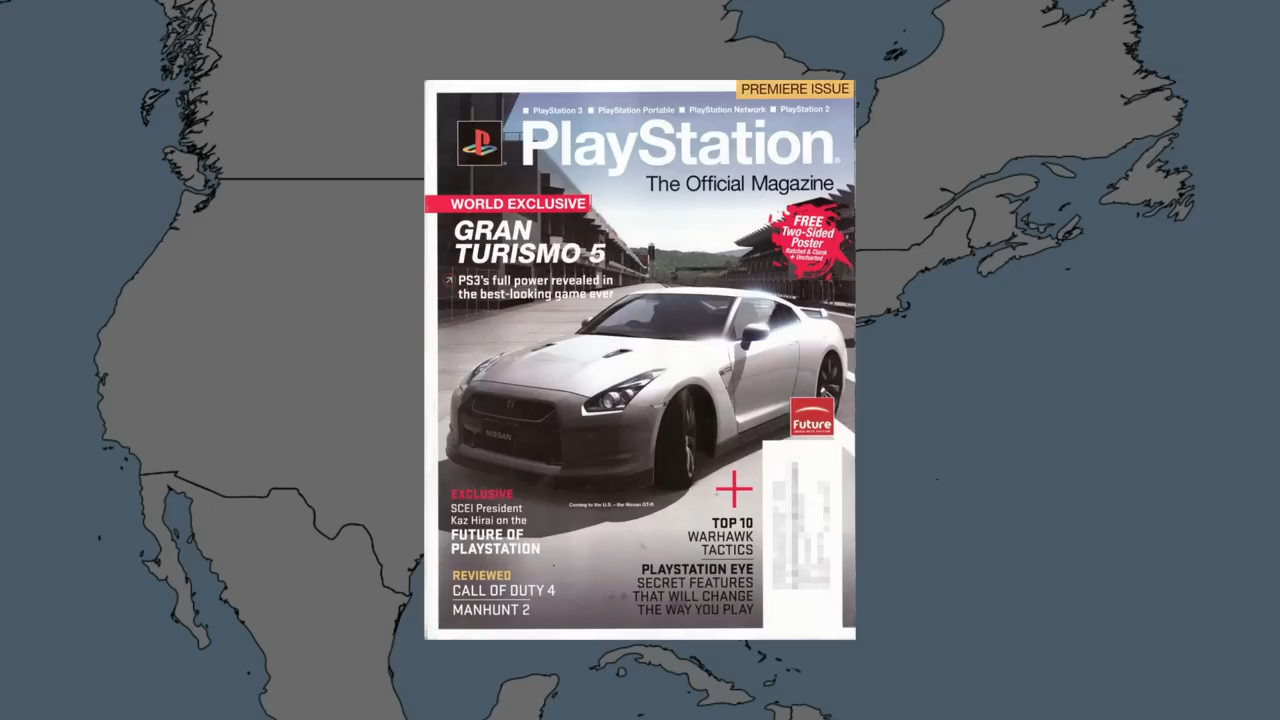 PREMIERE ISSUE
PlayStation 3 PlayStation Portable PlayStation Network PlayStation 2
PlayStation
The Official Magazine
WORLD EXCLUSIVE
GRAN
TURISMO 5
PS3's full power revealed in
the best-looking game ever
FREE
Two-Sided
Poster
Ratchet & Clank
+ Uncharted
NISSAN
future
Coming to the U.S. – the Nissan GT-R
EXCLUSIVE
SCEI President
Kaz Hirai on the
FUTURE OF
PLAYSTATION
REVIEWED
CALL OF DUTY 4
MANHUNT 2
TOP 10
WARHAWK
TACTICS
PLAYSTATION EYE
SECRET FEATURES
THAT WILL CHANGE
THE WAY YOU PLAY